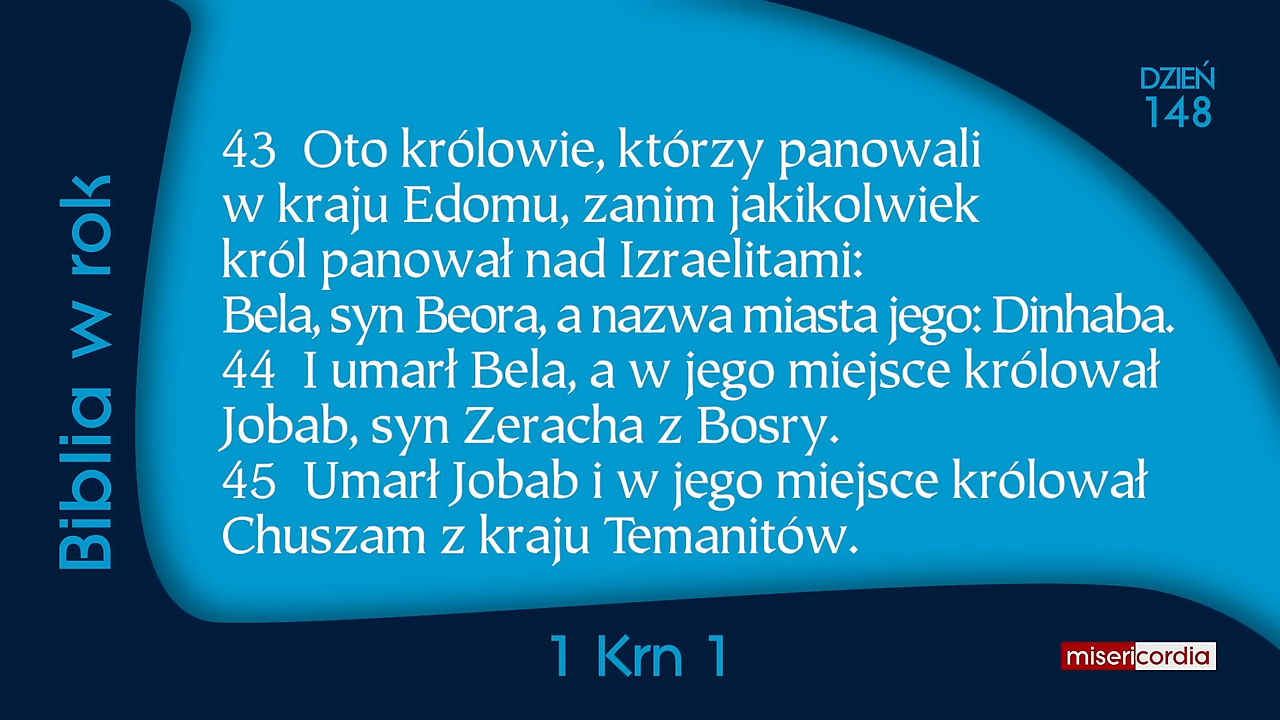 DZIEŃ
148
Biblia w rok
43 Oto królowie, którzy panowali
w kraju Edomu, zanim jakikolwiek
król panował nad Izraelitami:
Bela, syn Beora, a nazwa miasta jego: Dinhaba.
44 I umarł Bela, a w jego miejsce królował
Jobab, syn Zeracha z Bosry.
45 Umarł Jobab i w jego miejsce królował
Chuszam z kraju Temanitów.
1 Krn 1
misericordia